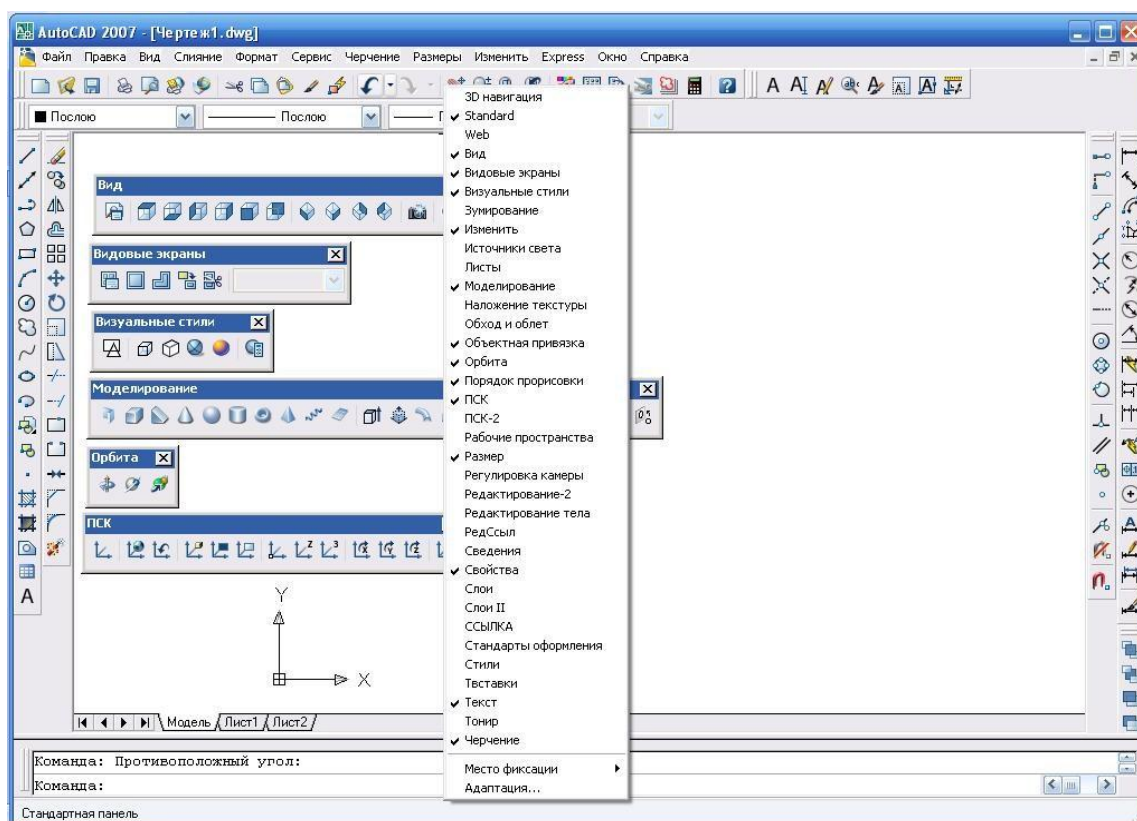 AutoCAD 2007 - [Чертеж1.dwg]
Файл Правка Вид Слияние Формат Сервис Черчение Размеры Изменить Express Окно Справка
Послою
Послою
3D навигация
Standard
Web
Вид
Видовые экраны
Визуальные стили
Зумирование
Изменить
Источники света
Листы
Моделирование
Наложение текстуры
Обход и облет
Объектная привязка
Орбита
Порядок прорисовки
ПСК
ПСК-2
Рабочие пространства
Размер
Регулировка камеры
Редактирование-2
Редактирование тела
РедСсыл
Сведения
Свойства
Слои
Слои II
ССЫЛКА
Стандарты оформления
Стили
Твставки
Текст
Тонир
Черчение
Место фиксации
Адаптация...
Вид
Видовые экраны
Визуальные стили
Моделирование
Орбита
ПСК
Y
X
Модель Лист1 Лист2
Команда: Противоположный угол:
Команда:
Стандартная панель